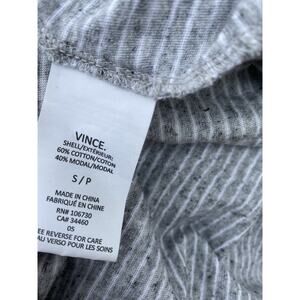 VINCE.
SHELL/EXTÉRIEUR:
60% COTTON/COTON
40% MODAL/MODAL
S / P
MADE IN CHINA
FABRIQUÉ EN CHINE
RN# 106730
CA# 34460
05
EE REVERSE FOR CARE
AU VERSO POUR LES SOINS